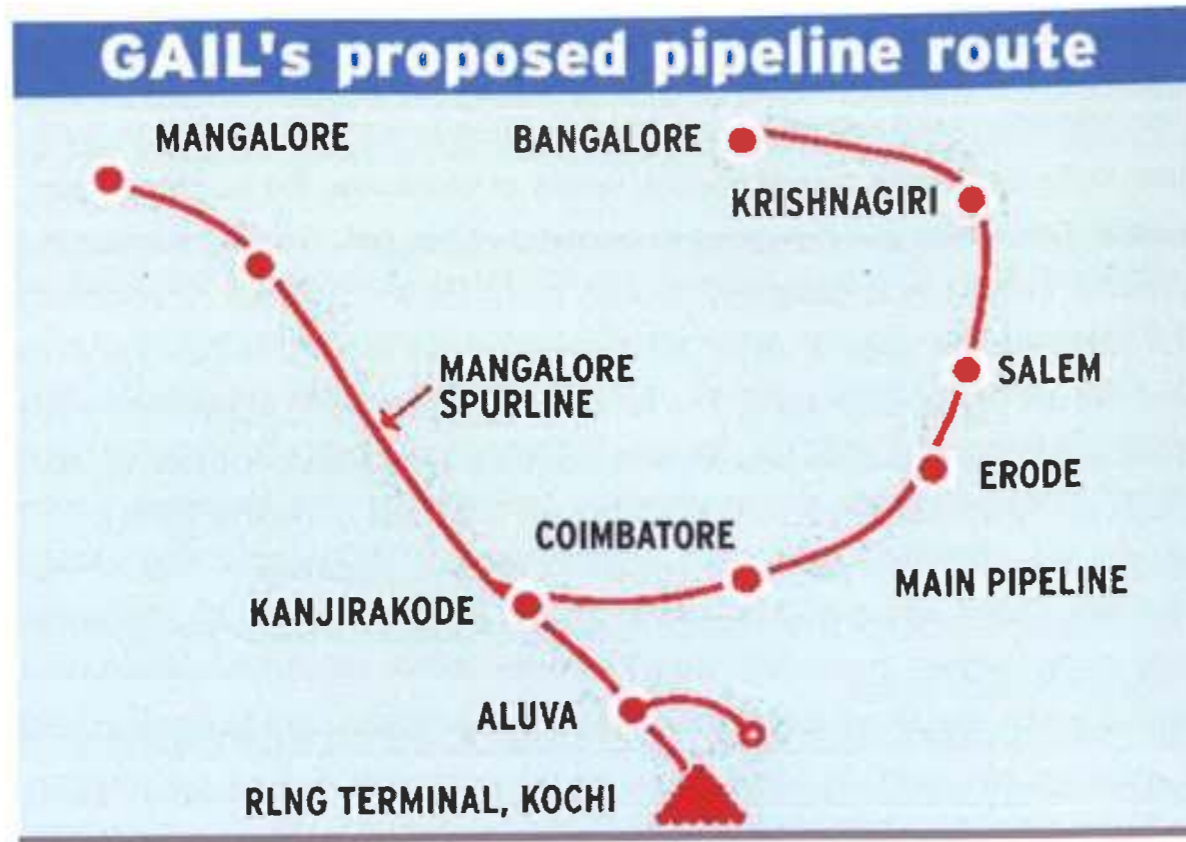 GAIL's proposed pipeline route
MANGALORE
BANGALORE
KRISHNAGIRI
MANGALORE
SPURLINE
SALEM
ERODE
COIMBATORE
MAIN PIPELINE
KANJIRAKODE
ALUVA
RLNG TERMINAL, KOCHI